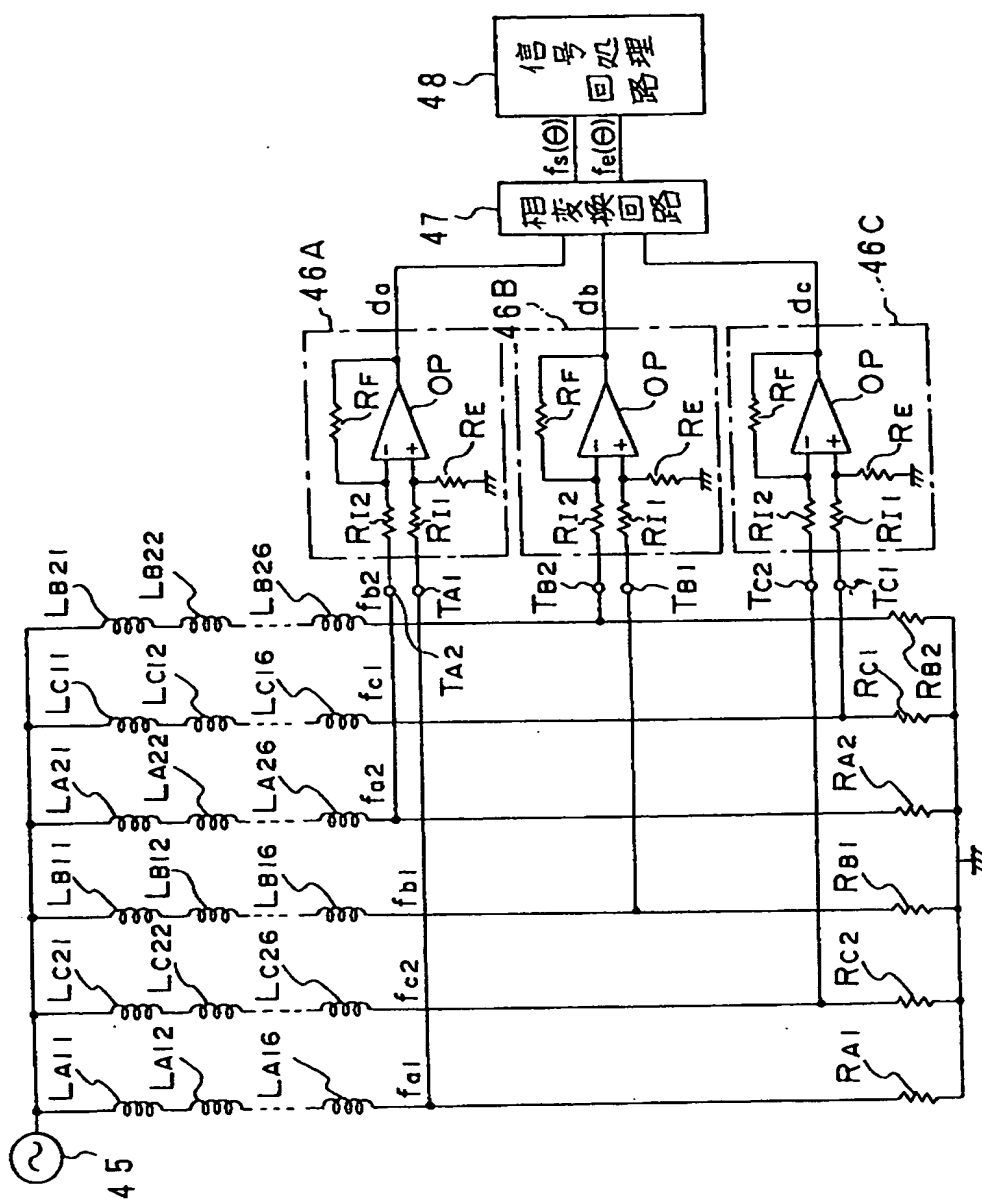 45
LA11
LA12
LA16
fa1
RA1
LC21
LC22
LC26
fc2
RC2
LB11
LB12
LB16
fb1
RB1
LA21
LA22
LA26
fa2
RA2
LC11
LC12
LC16
fc1
RC1
LB21
LB22
LB26
fb2
RB2
TA2
TA1
TB2
TB1
TC2
TC1
46A
RI2
RI1
RF
RE
OP
−
+
da
46B
RI2
RI1
RF
RE
OP
−
+
db
46C
RI2
RI1
RF
RE
OP
−
+
dc
47
相変換回路
fs(θ)
fe(θ)
48
信号処理
回路